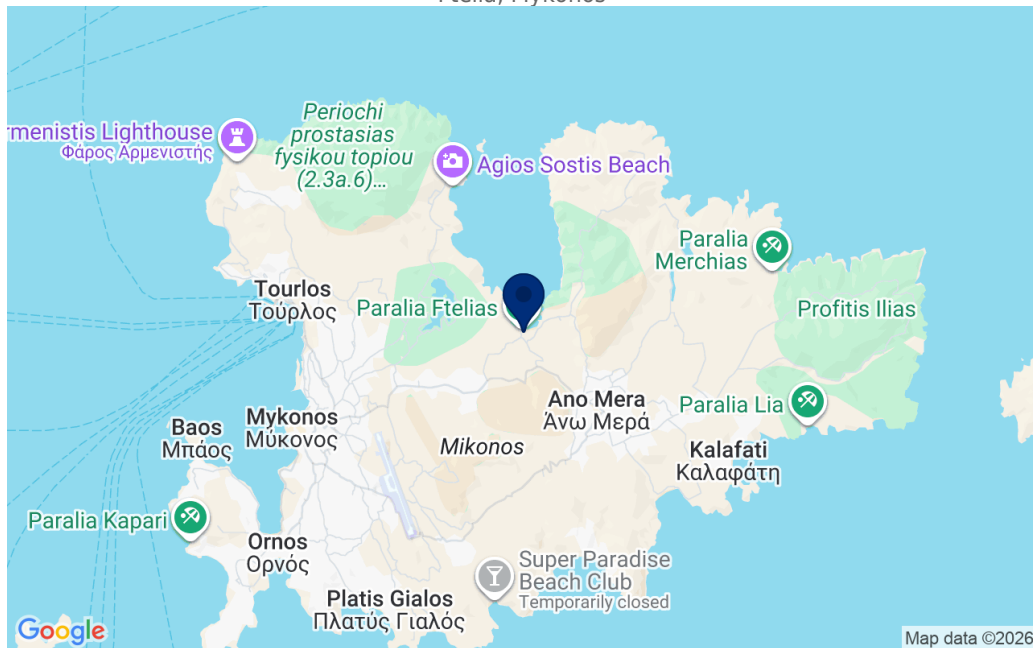 Ftelia, Mykonos
rmenistis Lighthouse
Φάρος Αρμενιστής
Periochi
prostasias
fysikou topiou
(2.3a.6)...
Agios Sostis Beach
Paralia
Merchias
Tourlos
Τούρλος
Paralia Ftelias
Profitis Ilias
Ano Mera
Άνω Μερά
Paralia Lia
Baos
Μπάος
Mykonos
Μύκονος
Mikonos
Kalafati
Καλαφάτη
Paralia Kapari
Ornos
Ορνός
Super Paradise
Beach Club
Temporarily closed
Platis Gialos
Πλατύς Γιαλός
Google
Map data ©2026